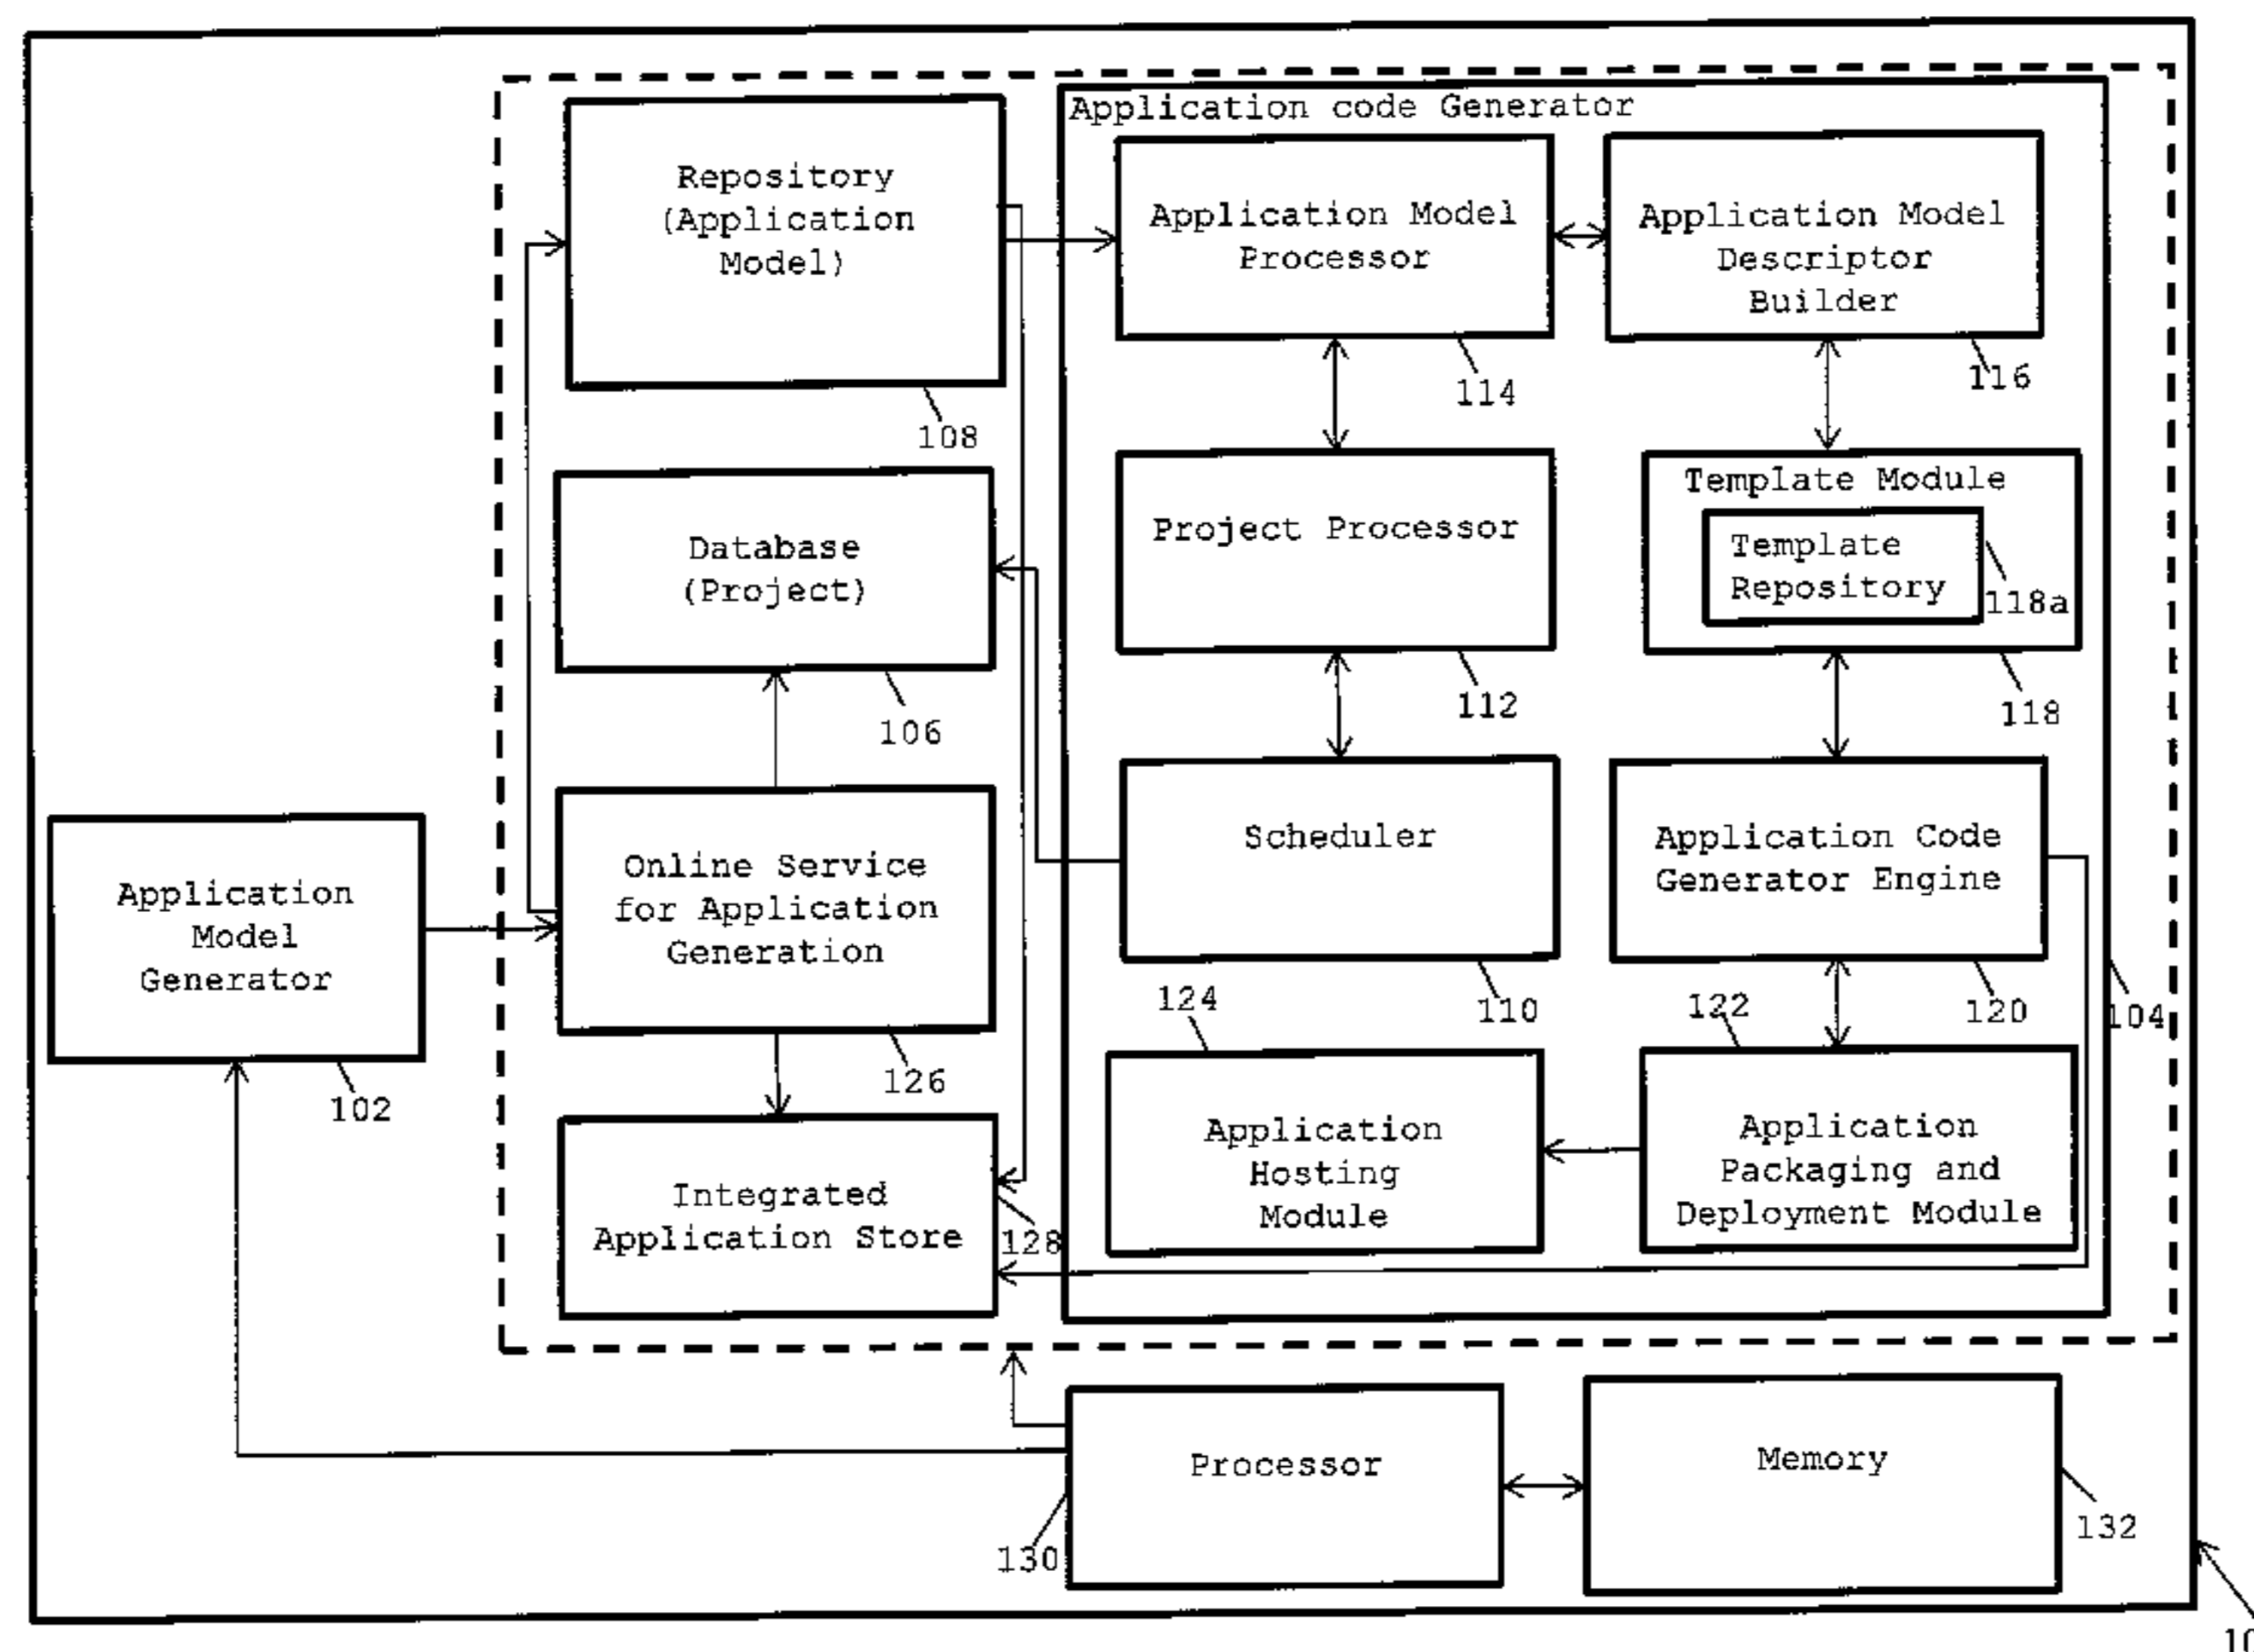 Application code Generator
Repository
(Application
Model)
108
Application Model
Processor
114
Application Model
Descriptor
Builder
116
Database
(Project)
106
Project Processor
112
Template Module
Template
Repository
118a
118
Application
Model
Generator
102
Online Service
for Application
Generation
126
Scheduler
110
Application Code
Generator Engine
120
104
Integrated
Application Store
128
124
Application
Hosting
Module
122
Application
Packaging and
Deployment Module
Processor
130
Memory
132